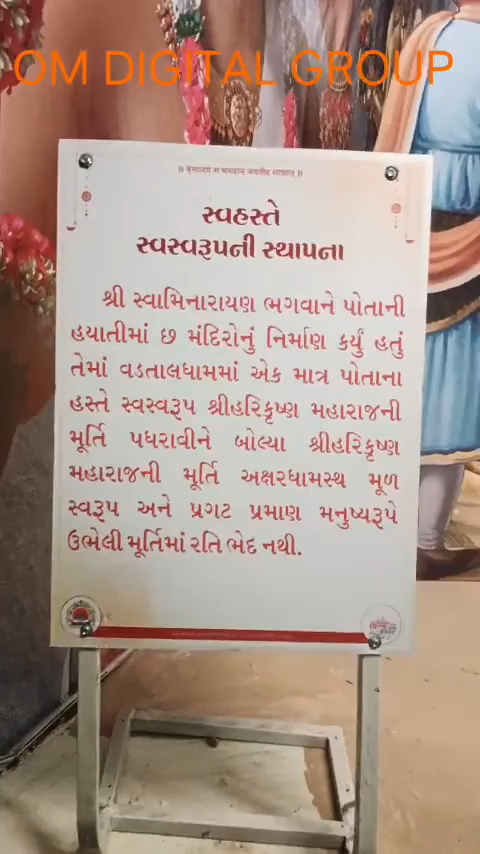 OM DIGITAL GROUP
સ્વહસ્તે
સ્વસ્વરૂપની સ્થાપના
શ્રી સ્વામિનારાયણ ભગવાને પોતાની
હયાતીમાં છ મંદિરોનું નિર્માણ કર્યું હતું
તેમાં વડતાલધામમાં એક માત્ર પોતાના
હસ્તે સ્વસ્વરૂપ શ્રીહરિકૃષ્ણ મહારાજની
મૂર્તિ પધરાવીને બોલ્યા શ્રીહરિકૃષ્ણ
મહારાજની મૂર્તિ અક્ષરધામસ્થ મૂળ
સ્વરૂપ અને પ્રગટ પ્રમાણ મનુષ્યરૂપે
ઉભેલી મૂર્તિમાં રતિ ભેદ નથી.